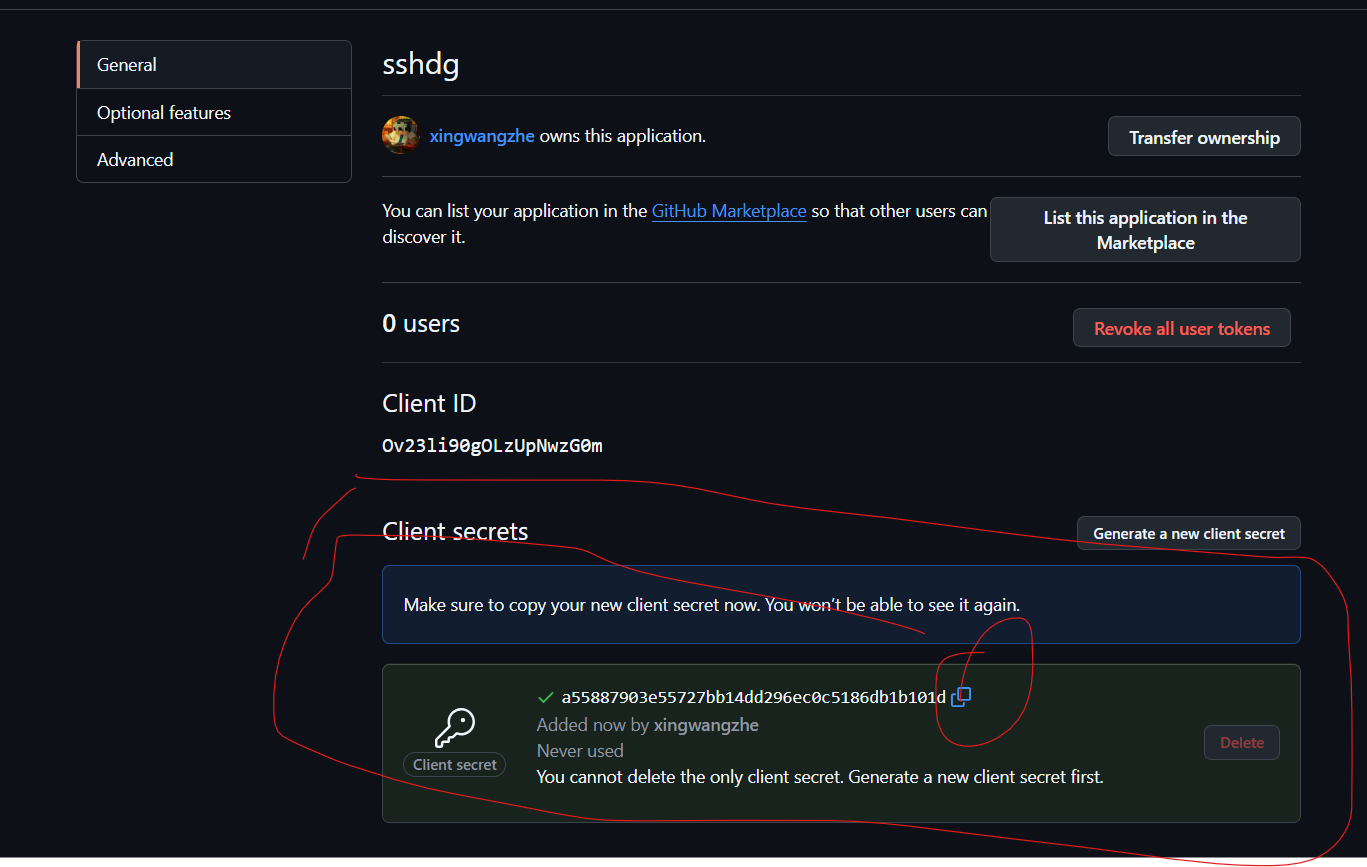 General
Optional features
Advanced
sshdg
xingwangzhe owns this application.
Transfer ownership
You can list your application in the GitHub Marketplace so that other users can
discover it.
List this application in the
Marketplace
0 users
Revoke all user tokens
Client ID
Ov23li90gOLzUpNwzG0m
Client secrets
Generate a new client secret
Make sure to copy your new client secret now. You won’t be able to see it again.
a55887903e55727bb14dd296ec0c5186db1b101d
Added now by xingwangzhe
Never used
You cannot delete the only client secret. Generate a new client secret first.
Client secret
Delete